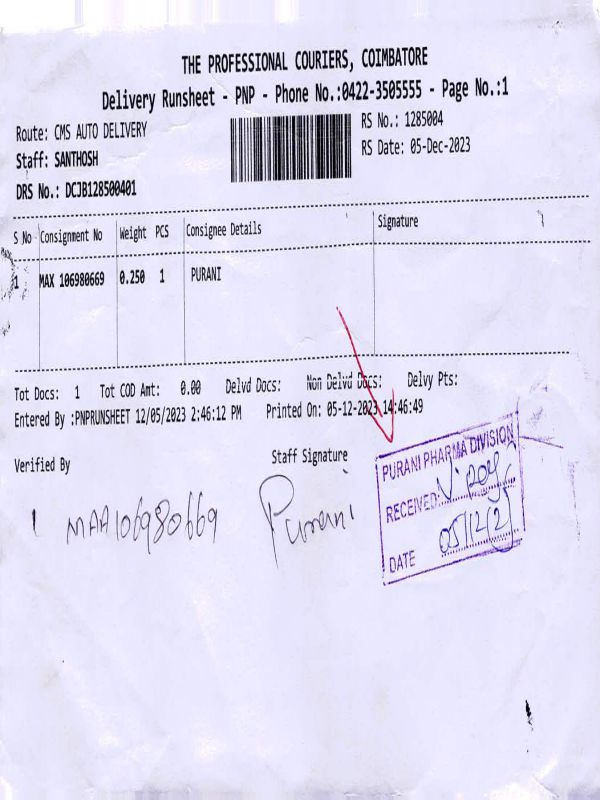 THE PROFESSIONAL COURIERS, COIMBATORE
Delivery Runsheet - PNP - Phone No.:0422-3505555 - Page No.:1
Route: CMS AUTO DELIVERY
RS No.: 1285004
Staff: SANTHOSH
RS Date: 05-Dec-2023
DRS No.: DCJB128500401
S No Consignment No Weight PCS Consignee Details Signature
1 MAX 106980669 0.250 1 PURANI
Tot Docs: 1 Tot COD Amt: 0.00 Delvd Docs: Non Delvd Docs: Delvy Pts:
Entered By :PNPRUNSHEET 12/05/2023 2:46:12 PM Printed On: 05-12-2023 14:46:49
Verified By Staff Signature
1 MAA106980669 Purani
PURANI PHARMA DIVISION
RECEIVED:
DATE 05/12/2